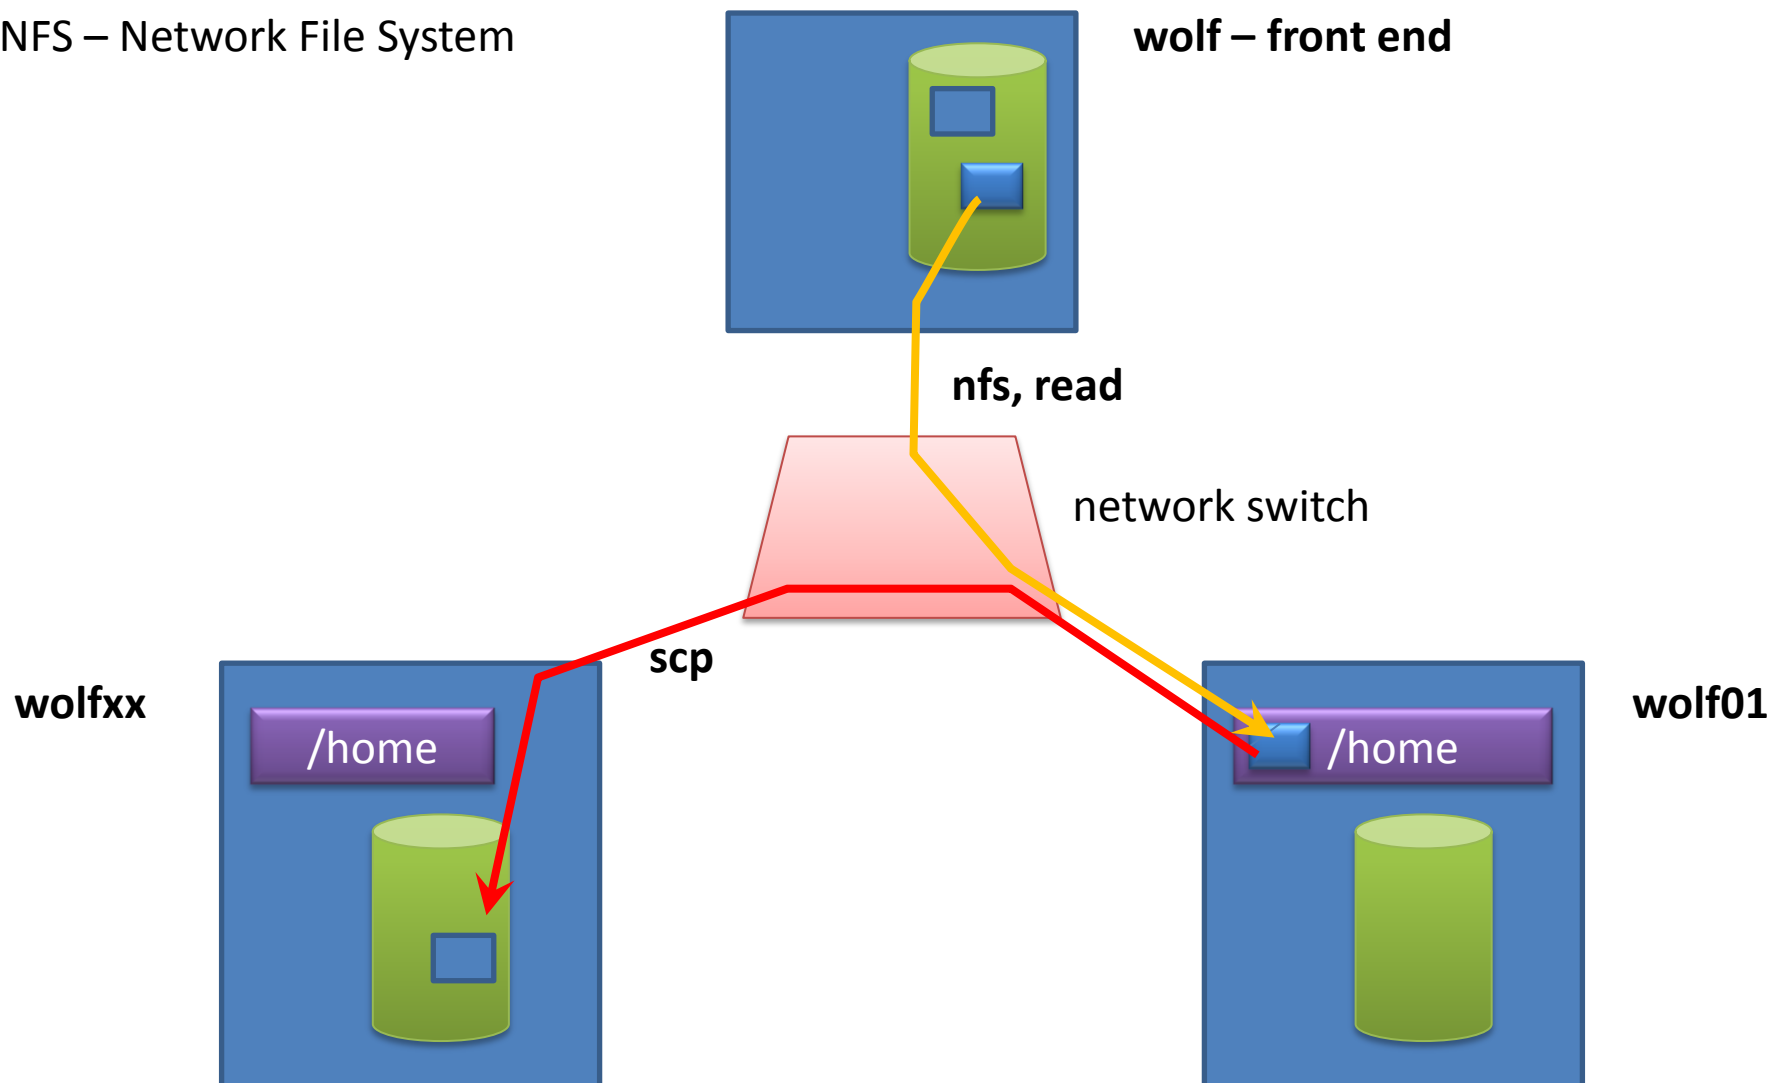 NFS – Network File System
wolf – front end
nfs, read
network switch
scp
wolfxx
/home
/home
wolf01